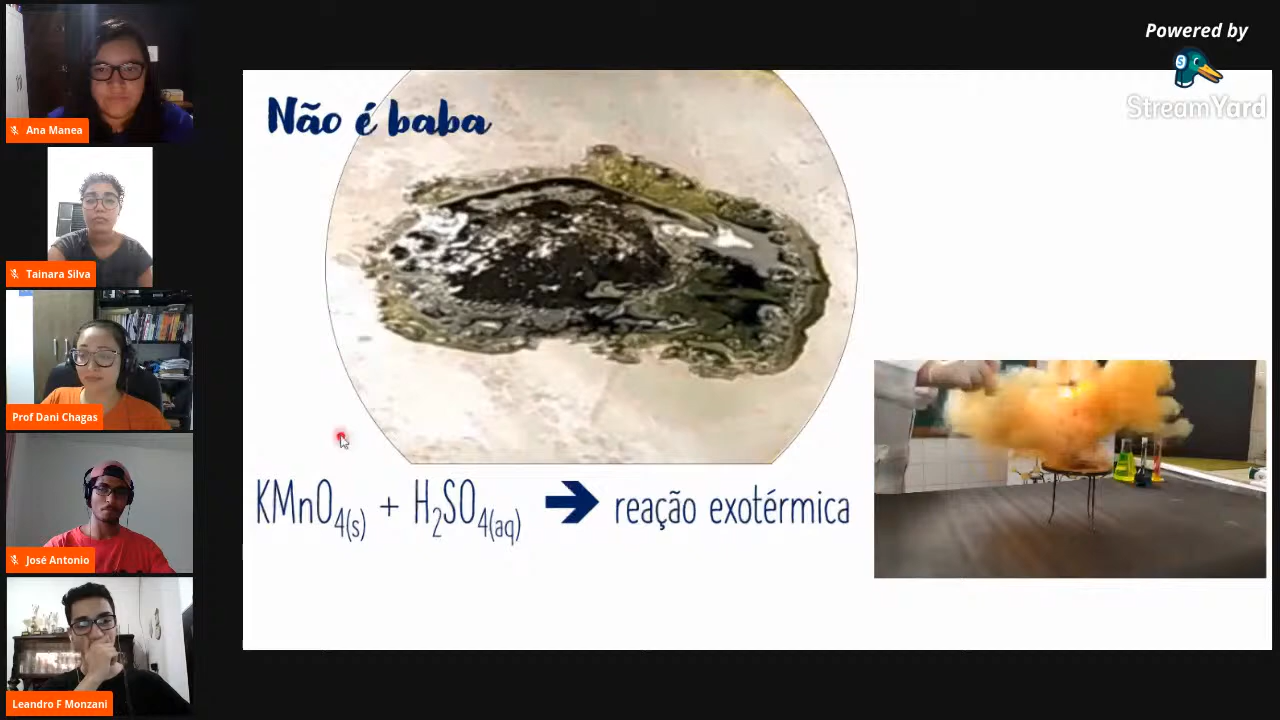 Powered by
StreamYard
Ana Manea
Tainara Silva
Prof Dani Chagas
José Antonio
Leandro F Monzani
Não é baba
KMnO4(s) + H2SO4(aq) → reação exotérmica